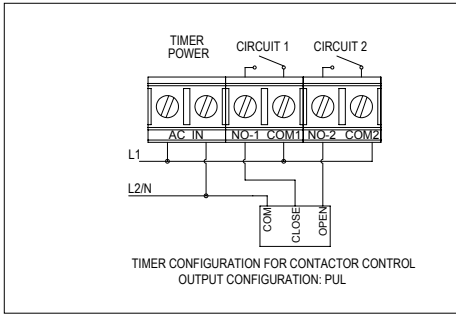 TIMER
POWER
CIRCUIT 1
CIRCUIT 2
AC IN
NO-1
COM1
NO-2
COM2
L1
L2/N
COM
CLOSE
OPEN
TIMER CONFIGURATION FOR CONTACTOR CONTROL
OUTPUT CONFIGURATION: PUL